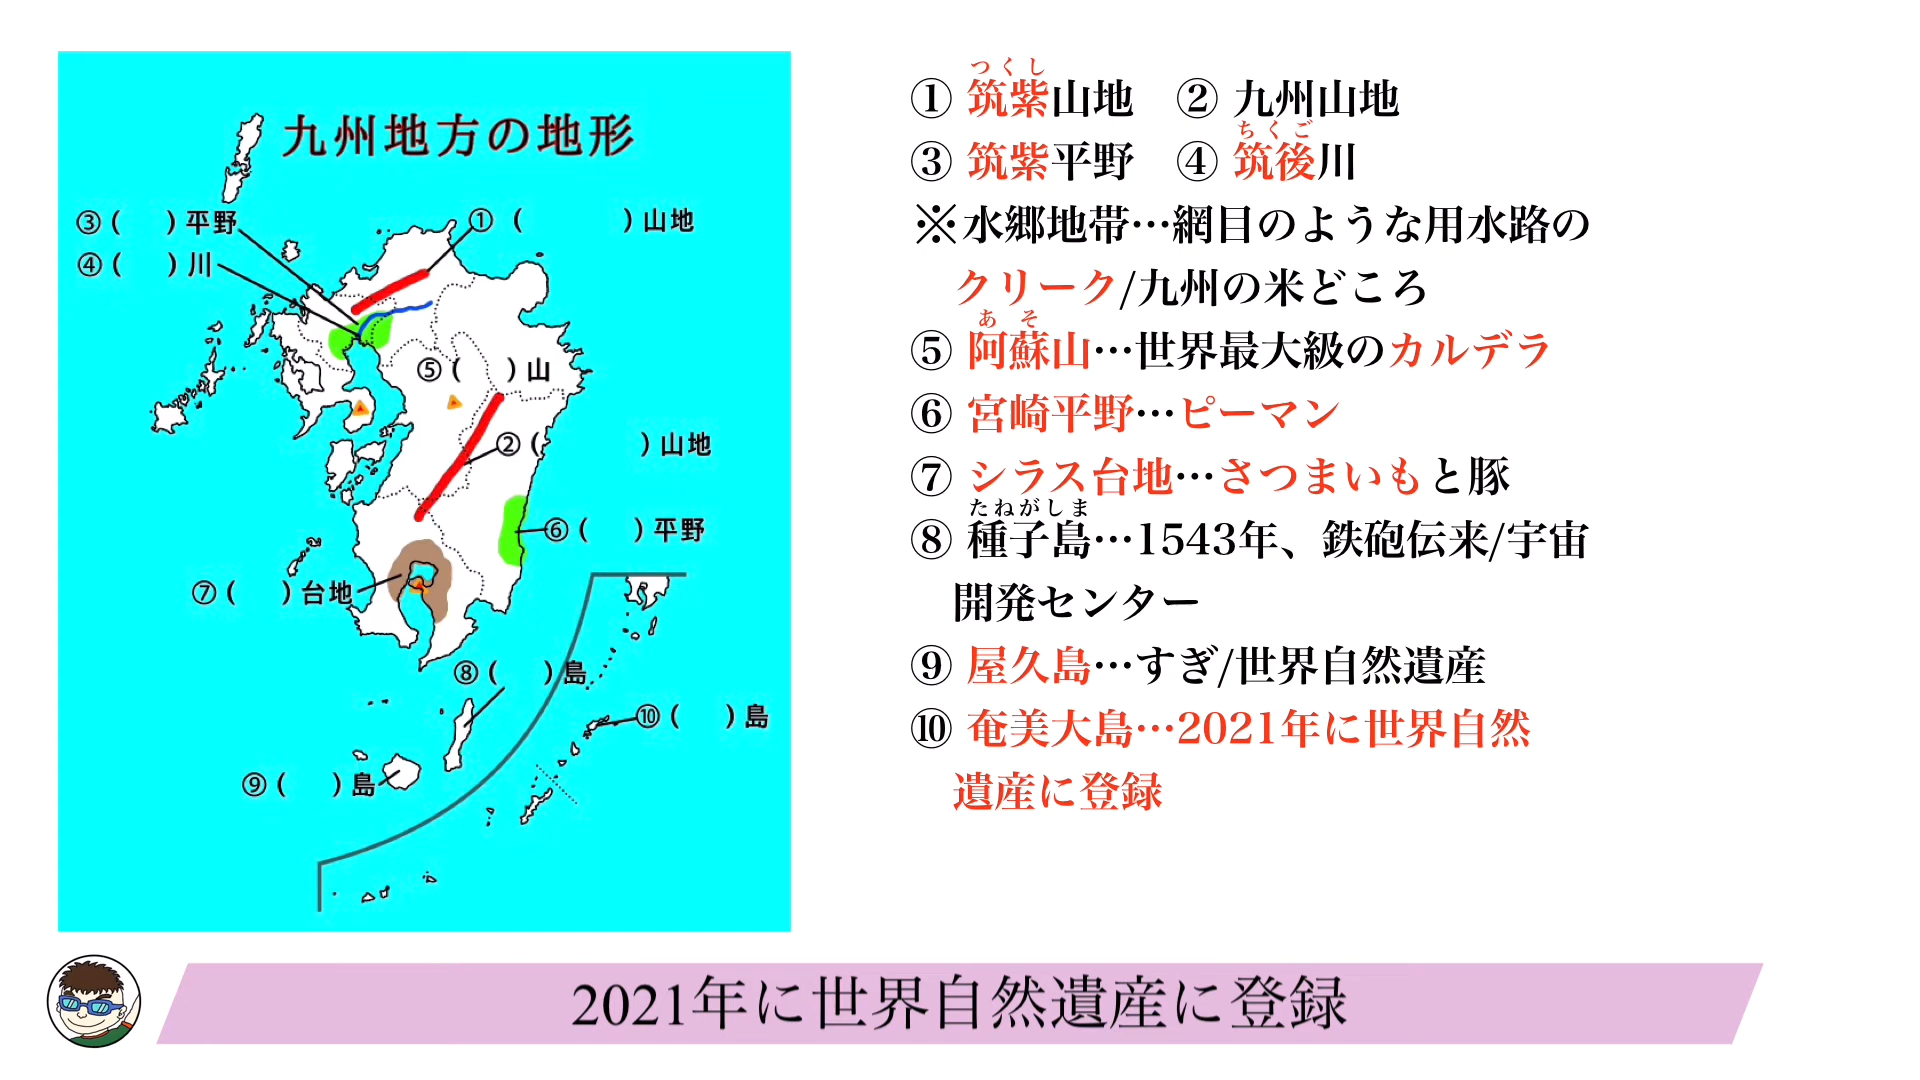 九州地方の地形
③(　)平野
④(　)川
①(　)山地
⑤(　)山
②(　)山地
⑥(　)平野
⑦(　)台地
⑧(　)島
⑩(　)島
⑨(　)島
つくし
① 筑紫山地　② 九州山地
ちくご
③ 筑紫平野　④ 筑後川
※水郷地帯…網目のような用水路の
クリーク/九州の米どころ
あ そ
⑤ 阿蘇山…世界最大級のカルデラ
⑥ 宮崎平野…ピーマン
⑦ シラス台地…さつまいもと豚
たねがしま
⑧ 種子島…1543年、鉄砲伝来/宇宙
開発センター
⑨ 屋久島…すぎ/世界自然遺産
⑩ 奄美大島…2021年に世界自然
遺産に登録
2021年に世界自然遺産に登録